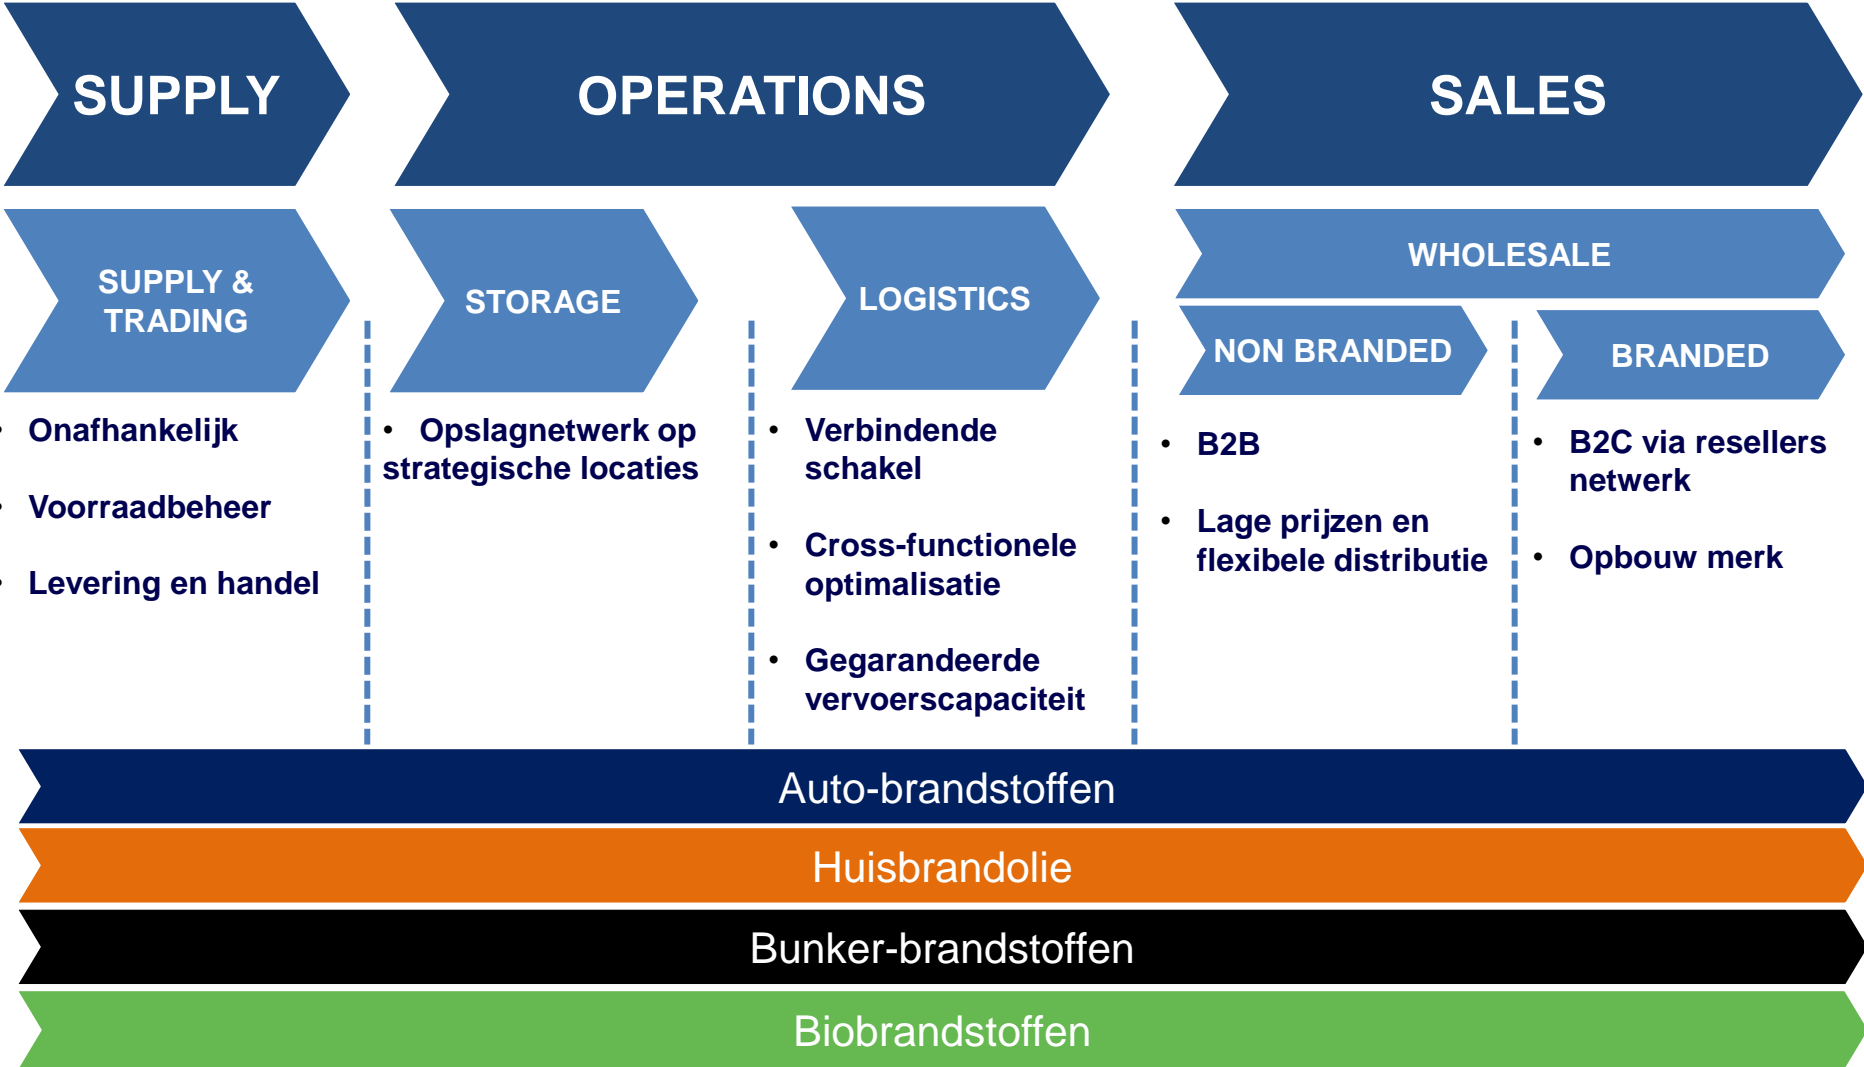 SUPPLY
OPERATIONS
SALES
SUPPLY &
TRADING
STORAGE
LOGISTICS
WHOLESALE
NON BRANDED
BRANDED
• Onafhankelijk
• Voorraadbeheer
• Levering en handel
• Opslagnetwerk op
strategische locaties
• Verbindende
schakel
• Cross-functionele
optimalisatie
• Gegarandeerde
vervoerscapaciteit
• B2B
• Lage prijzen en
flexibele distributie
• B2C via resellers
netwerk
• Opbouw merk
Auto-brandstoffen
Huisbrandolie
Bunker-brandstoffen
Biobrandstoffen